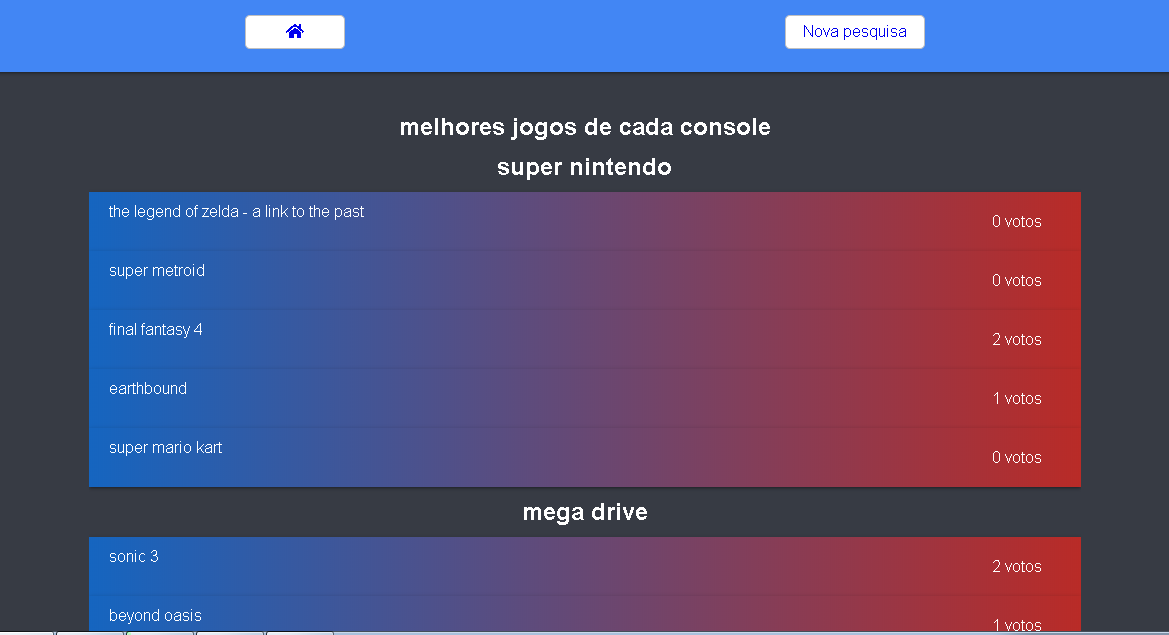 Nova pesquisa
melhores jogos de cada console
super nintendo
the legend of zelda - a link to the past
0 votos
super metroid
0 votos
final fantasy 4
2 votos
earthbound
1 votos
super mario kart
0 votos
mega drive
sonic 3
2 votos
beyond oasis
1 votos